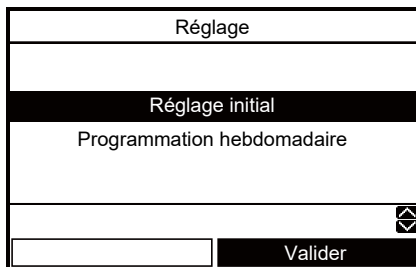 Réglage
Réglage initial
Programmation hebdomadaire
Valider